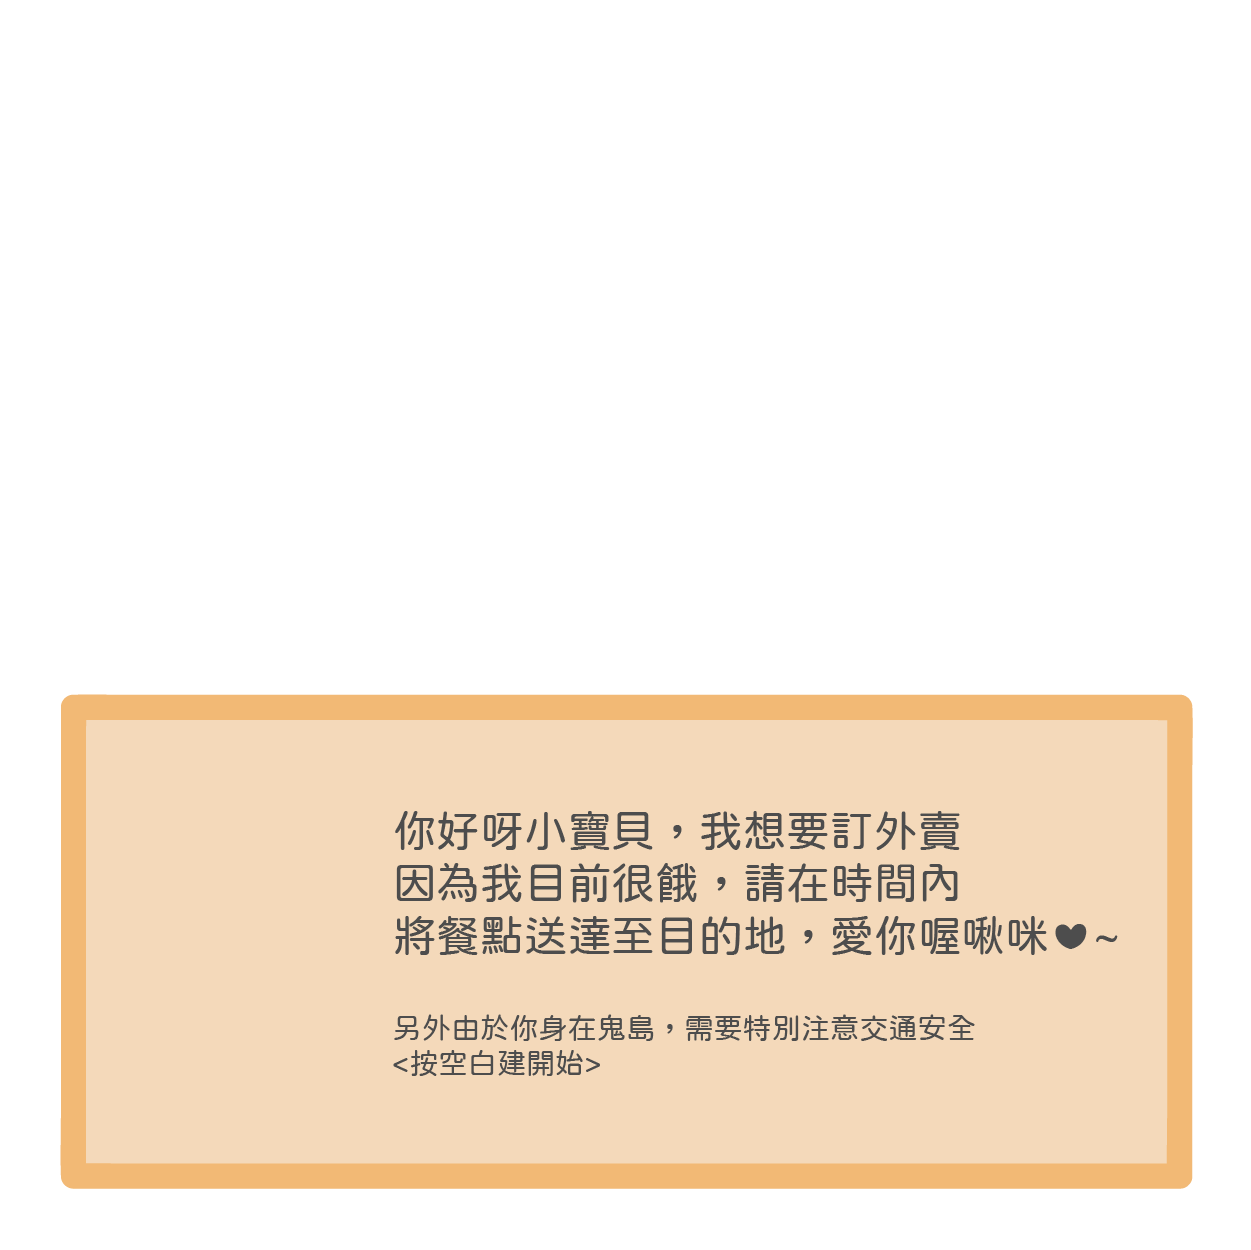 你好呀小寶貝，我想要訂外賣
因為我目前很餓，請在時間內
將餐點送達至目的地，愛你喔啾咪♥~
另外由於你身在鬼島，需要特別注意交通安全
<按空白建開始>